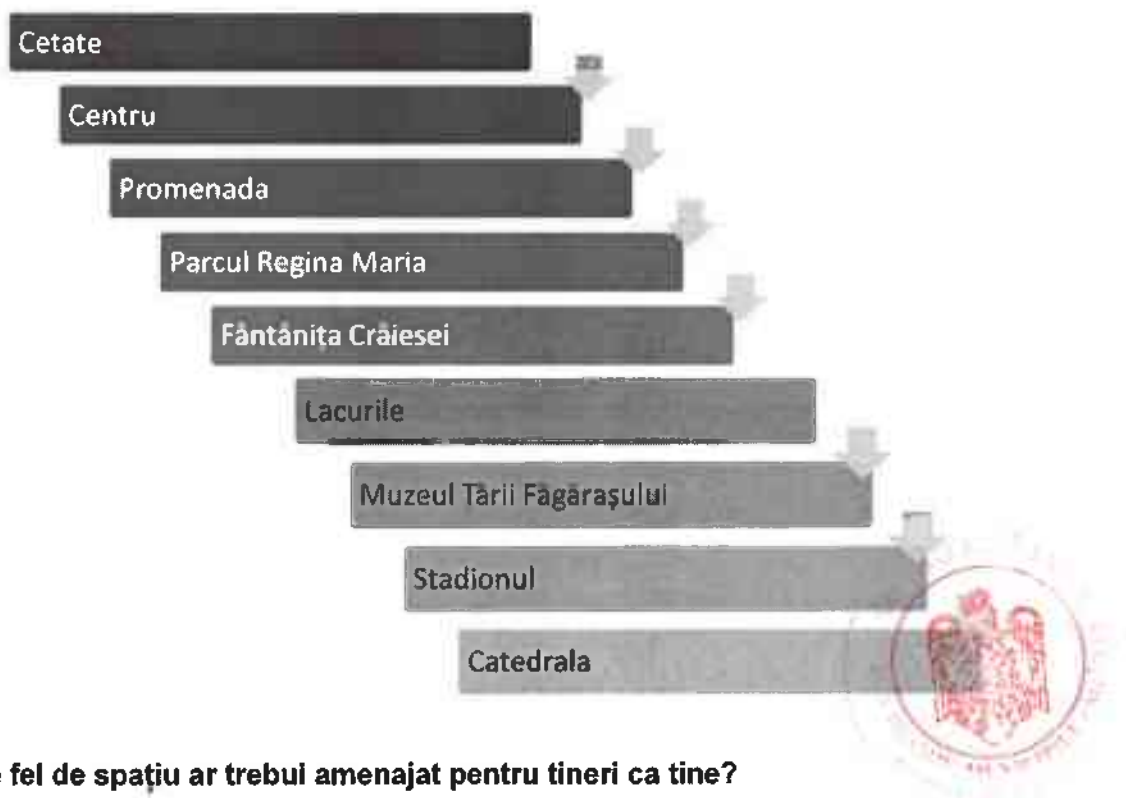 Cetate
Centru
Promenada
Parcul Regina Maria
Fântânița Crăiesei
Lacurile
Muzeul Țării Făgărașului
Stadionul
Catedrala
fel de spațiu ar trebui amenajat pentru tineri ca tine?